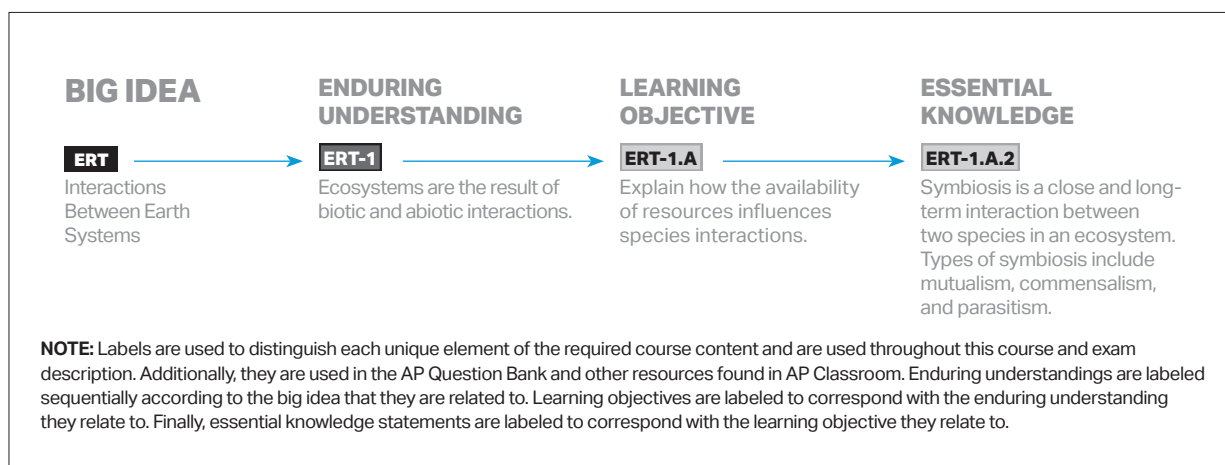 BIG IDEA
ERT
Interactions
Between Earth
Systems
ENDURING
UNDERSTANDING
ERT-1
Ecosystems are the result of
biotic and abiotic interactions.
LEARNING
OBJECTIVE
ERT-1.A
Explain how the availability
of resources influences
species interactions.
ESSENTIAL
KNOWLEDGE
ERT-1.A.2
Symbiosis is a close and long-
term interaction between
two species in an ecosystem.
Types of symbiosis include
mutualism, commensalism,
and parasitism.
NOTE: Labels are used to distinguish each unique element of the required course content and are used throughout this course and exam
description. Additionally, they are used in the AP Question Bank and other resources found in AP Classroom. Enduring understandings are labeled
sequentially according to the big idea that they are related to. Learning objectives are labeled to correspond with the enduring understanding
they relate to. Finally, essential knowledge statements are labeled to correspond with the learning objective they relate to.